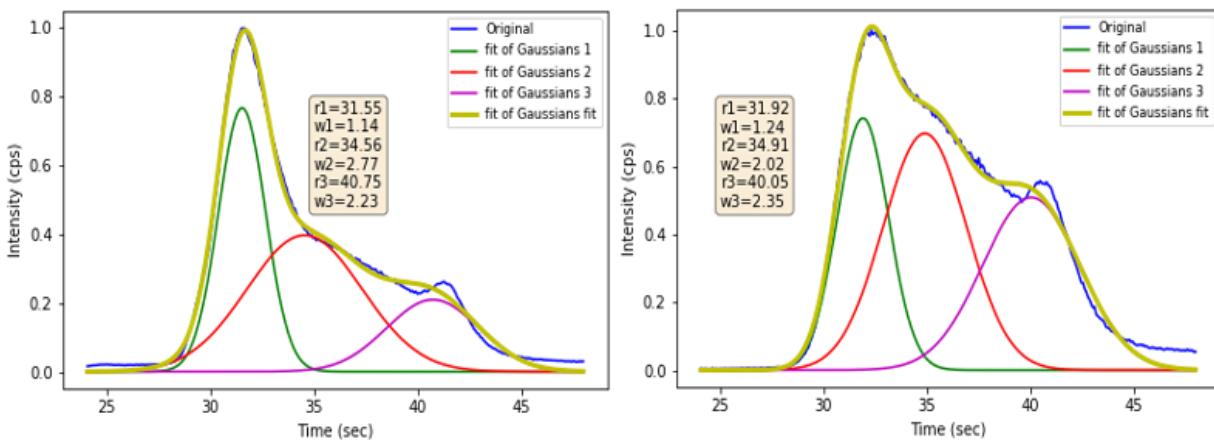 Original
fit of Gaussians 1
fit of Gaussians 2
fit of Gaussians 3
fit of Gaussians fit
r1=31.55
w1=1.14
r2=34.56
w2=2.77
r3=40.75
w3=2.23
Intensity (cps)
1.0
0.8
0.6
0.4
0.2
0.0
25
30
35
40
45
Time (sec)
Original
fit of Gaussians 1
fit of Gaussians 2
fit of Gaussians 3
fit of Gaussians fit
r1=31.92
w1=1.24
r2=34.91
w2=2.02
r3=40.05
w3=2.35
Intensity (cps)
1.0
0.8
0.6
0.4
0.2
0.0
25
30
35
40
45
Time (sec)